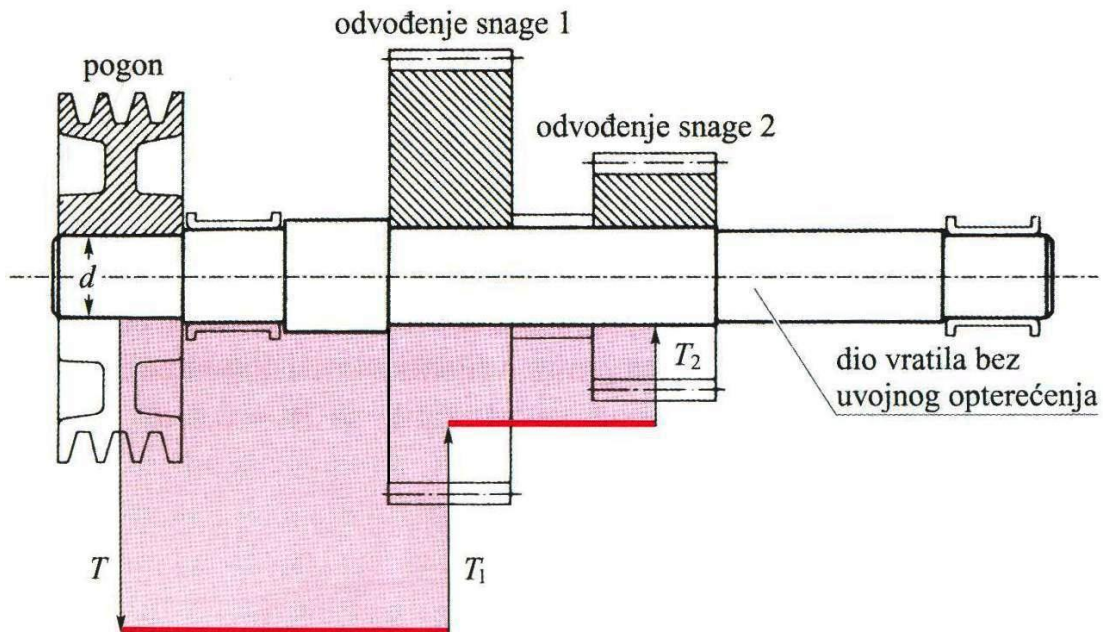 odvođenje snage 1
pogon
odvođenje snage 2
d
T₂
dio vratila bez
uvojnog opterećenja
T
T₁